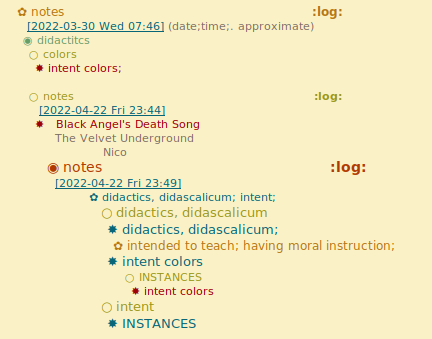 ✿ notes :log:
[2022-03-30 Wed 07:46] (date;time;. approximate)
◉ didactitcs
○ colors
✸ intent colors;
○ notes :log:
[2022-04-22 Fri 23:44]
✸ Black Angel's Death Song
The Velvet Underground
Nico
◉ notes :log:
[2022-04-22 Fri 23:49]
✿ didactics, didascalicum; intent;
○ didactics, didascalicum
✸ didactics, didascalicum;
✿ intended to teach; having moral instruction;
✸ intent colors
○ INSTANCES
✸ intent colors
○ intent
✸ INSTANCES